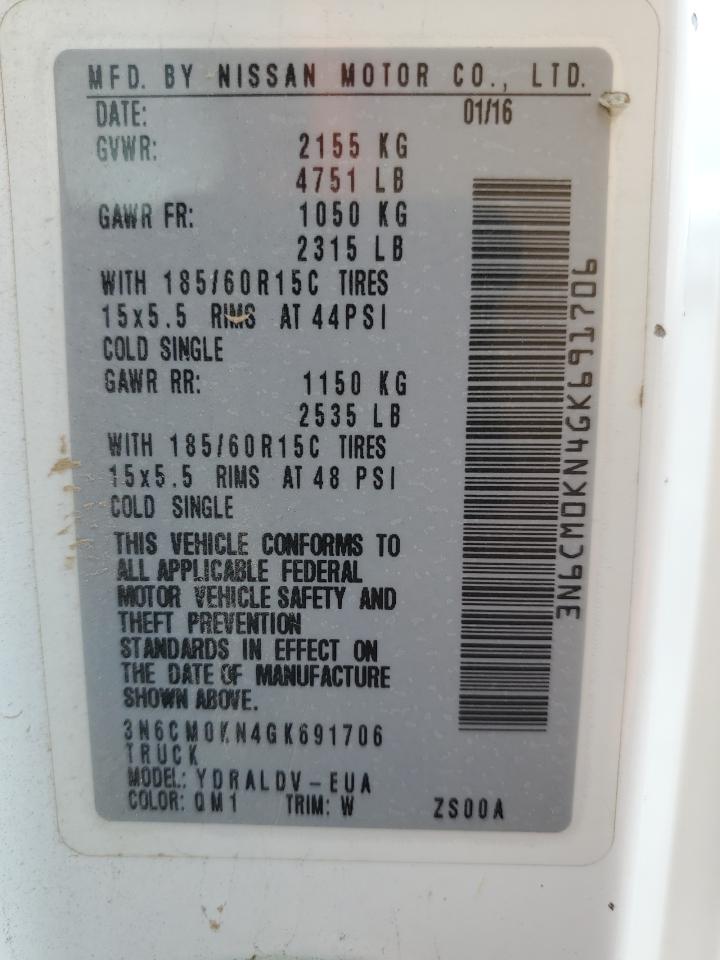 MFD. BY NISSAN MOTOR CO., LTD.
DATE: 01/16
GVWR: 2155 KG
4751 LB
GAWR FR: 1050 KG
2315 LB
WITH 185/60R15C TIRES
15x5.5 RIMS AT 44PSI
COLD SINGLE
GAWR RR: 1150 KG
2535 LB
WITH 185/60R15C TIRES
15x5.5 RIMS AT 48 PSI
COLD SINGLE
THIS VEHICLE CONFORMS TO
ALL APPLICABLE FEDERAL
MOTOR VEHICLE SAFETY AND
THEFT PREVENTION
STANDARDS IN EFFECT ON
THE DATE OF MANUFACTURE
SHOWN ABOVE.
3N6CM0KN4GK691706
TRUCK
MODEL: YDRALDV-EUA
COLOR: QM1 TRIM: W ZS00A
3N6CM0KN4GK691706